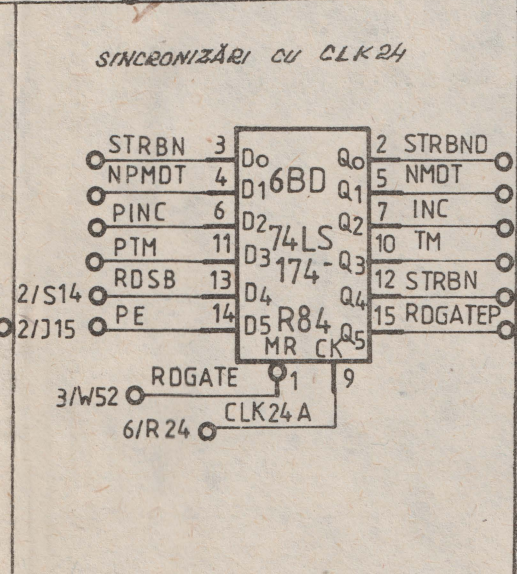 SINCRONIZĂRI CU CLK24
STRBN 3 D0 Q0 2 STRBND
NPMDT 4 D1 6BD Q1 5 NMDT
PINC 6 D2 Q2 7 INC
PTM 11 D3 74LS Q3 10 TM
174-
2/S14 RDSB 13 D4 Q4 12 STRBN
2/J15 PE 14 D5 R84 Q5 15 RDGATEP
MR CK
3/W52 RDGATE 1 9
6/R24 CLK24A